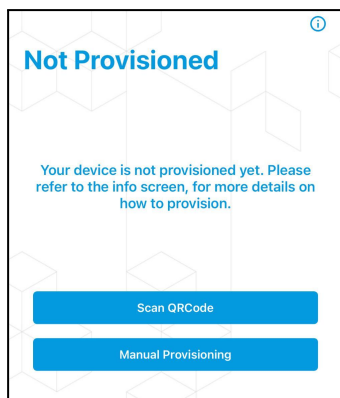 Not Provisioned
Your device is not provisioned yet. Please
refer to the info screen, for more details on
how to provision.
Scan QRCode
Manual Provisioning